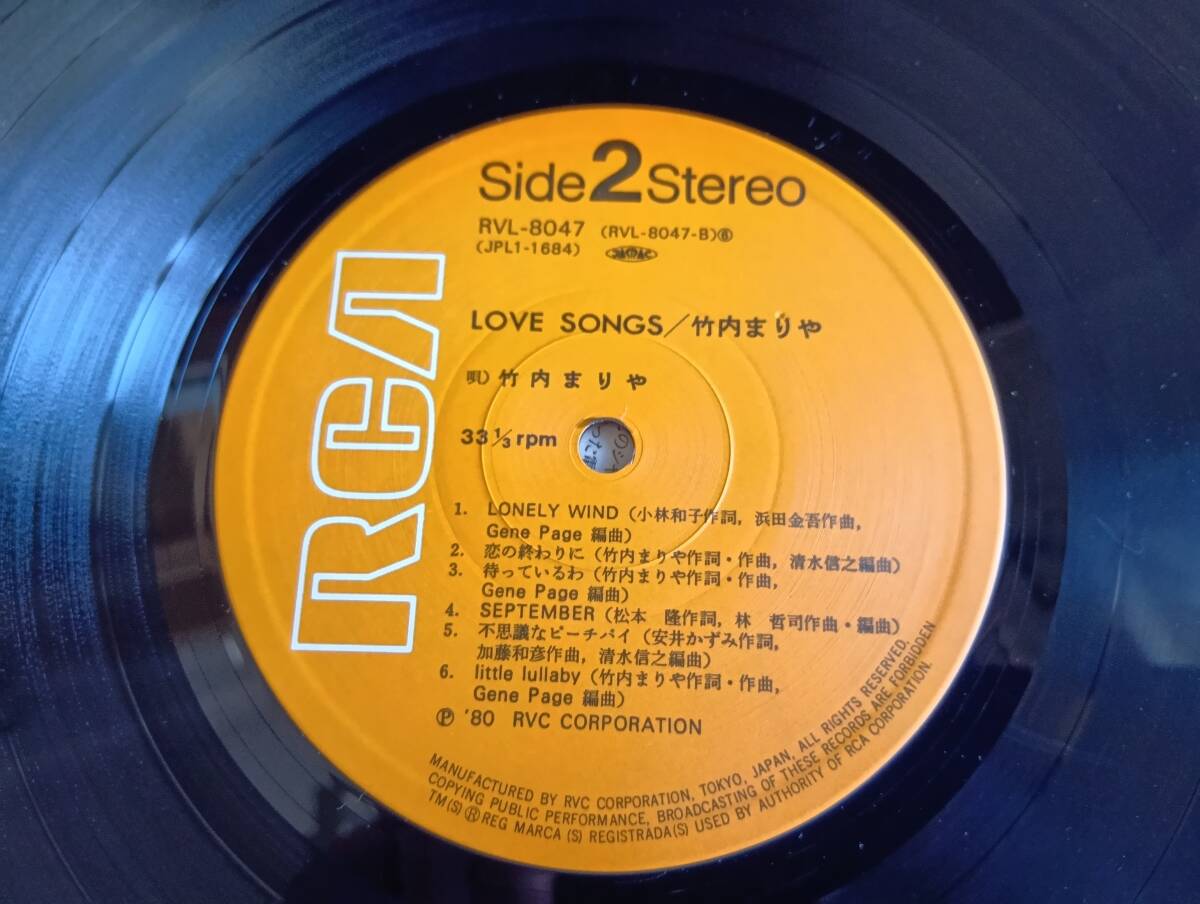 Side 2 Stereo
RVL-8047 (RVL-8047-B)⑥
(JPL1-1684)
RCA
LOVE SONGS／竹内まりや
唄）竹内まりや
33 1/3 rpm
1. LONELY WIND（小林和子作詞，浜田金吾作曲，
Gene Page 編曲）
2. 恋の終わりに（竹内まりや作詞・作曲，清水信之編曲）
3. 待っているわ（竹内まりや作詞・作曲，
Gene Page 編曲）
4. SEPTEMBER（松本 隆作詞，林 哲司作曲・編曲）
5. 不思議なピーチパイ（安井かずみ作詞，
加藤和彦作曲，清水信之編曲）
6. little lullaby（竹内まりや作詞・作曲，
Gene Page 編曲）
Ⓟ '80 RVC CORPORATION
MANUFACTURED BY RVC CORPORATION, TOKYO, JAPAN, ALL RIGHTS RESERVED.
COPYING PUBLIC PERFORMANCE, BROADCASTING OF THESE RECORDS ARE FORBIDDEN
TM(S) ® REG MARCA (S) REGISTRADA(S) USED BY AUTHORITY OF RCA CORPORATION.